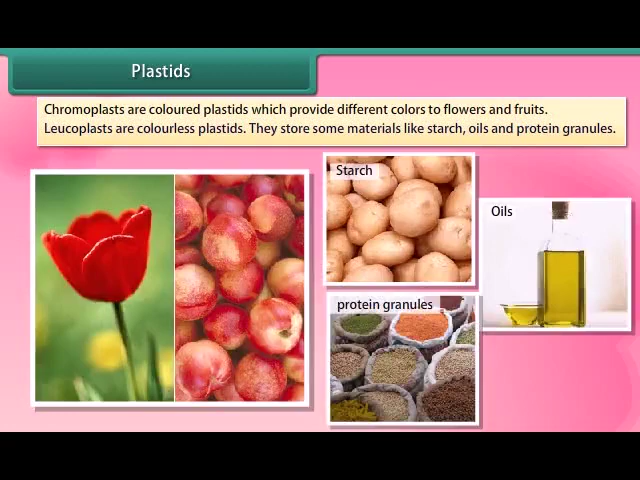 Plastids
Chromoplasts are coloured plastids which provide different colors to flowers and fruits.
Leucoplasts are colourless plastids. They store some materials like starch, oils and protein granules.
Starch
Oils
protein granules